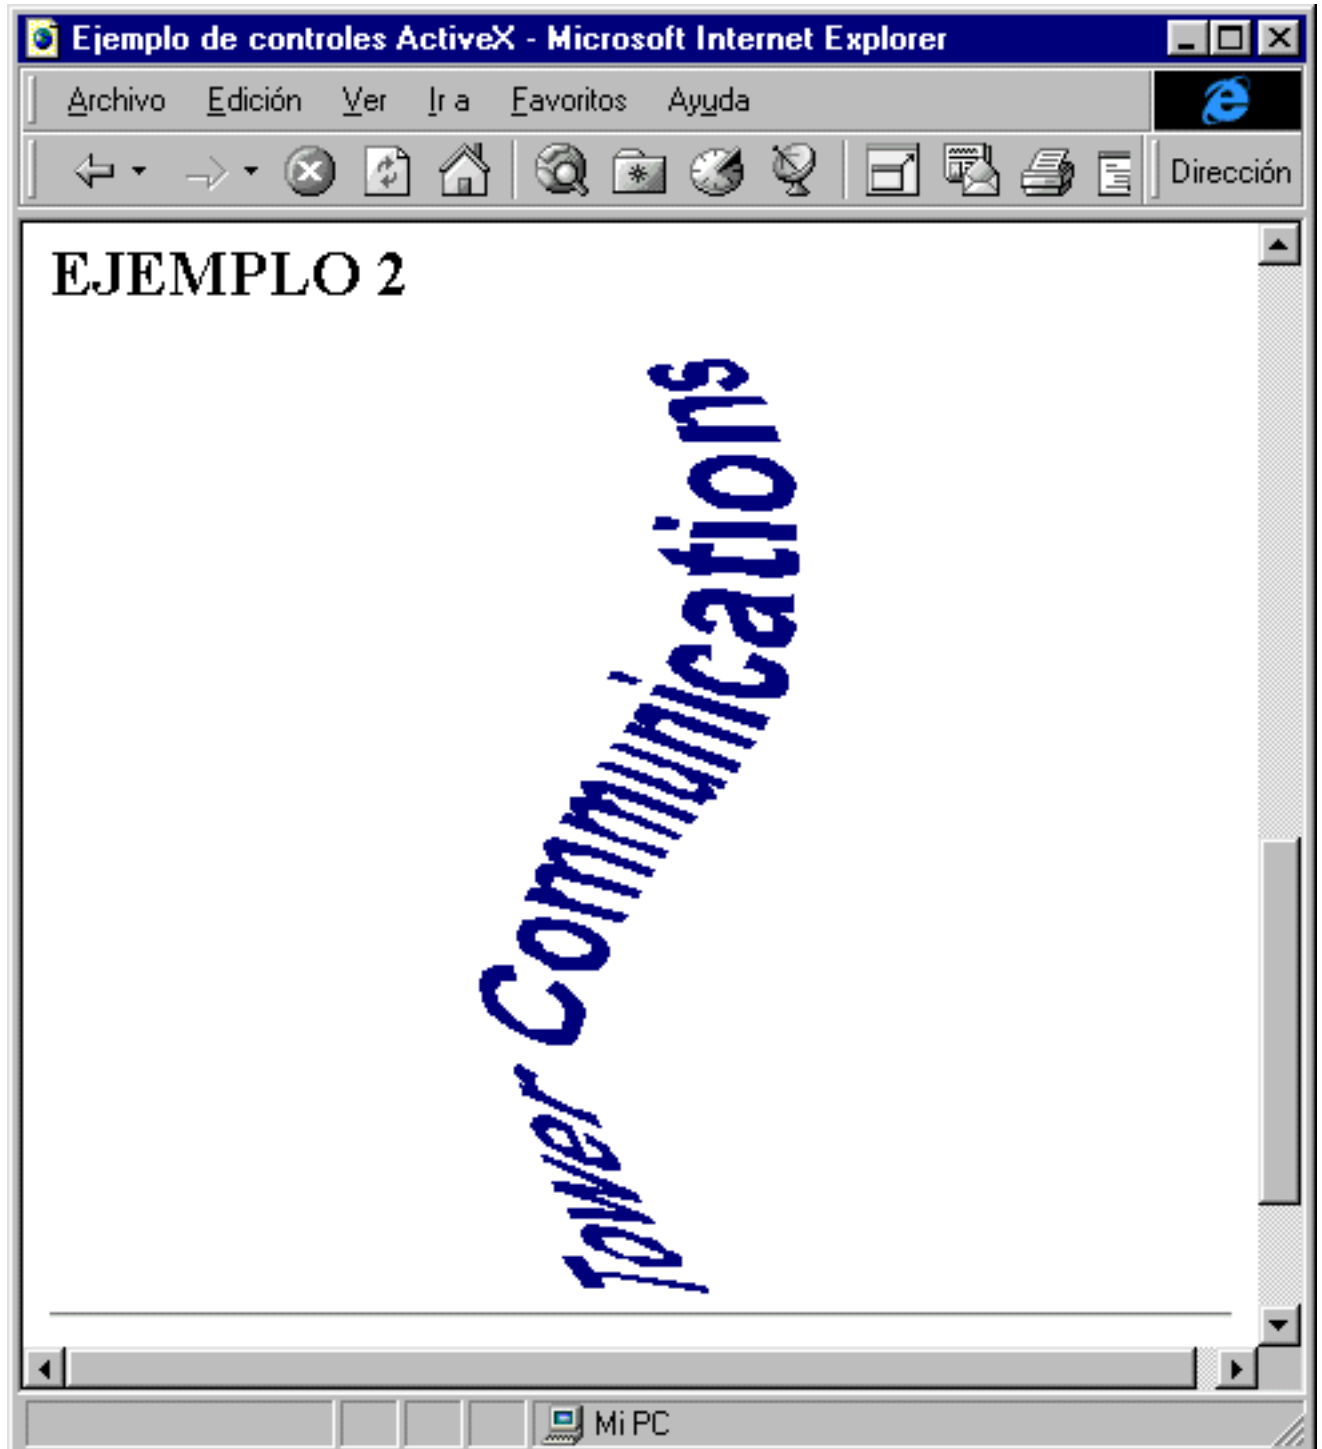 Ejemplo de controles ActiveX - Microsoft Internet Explorer
Archivo Edición Ver Ir a Favoritos Ayuda
Dirección
EJEMPLO 2
Tower Communications
Mi PC